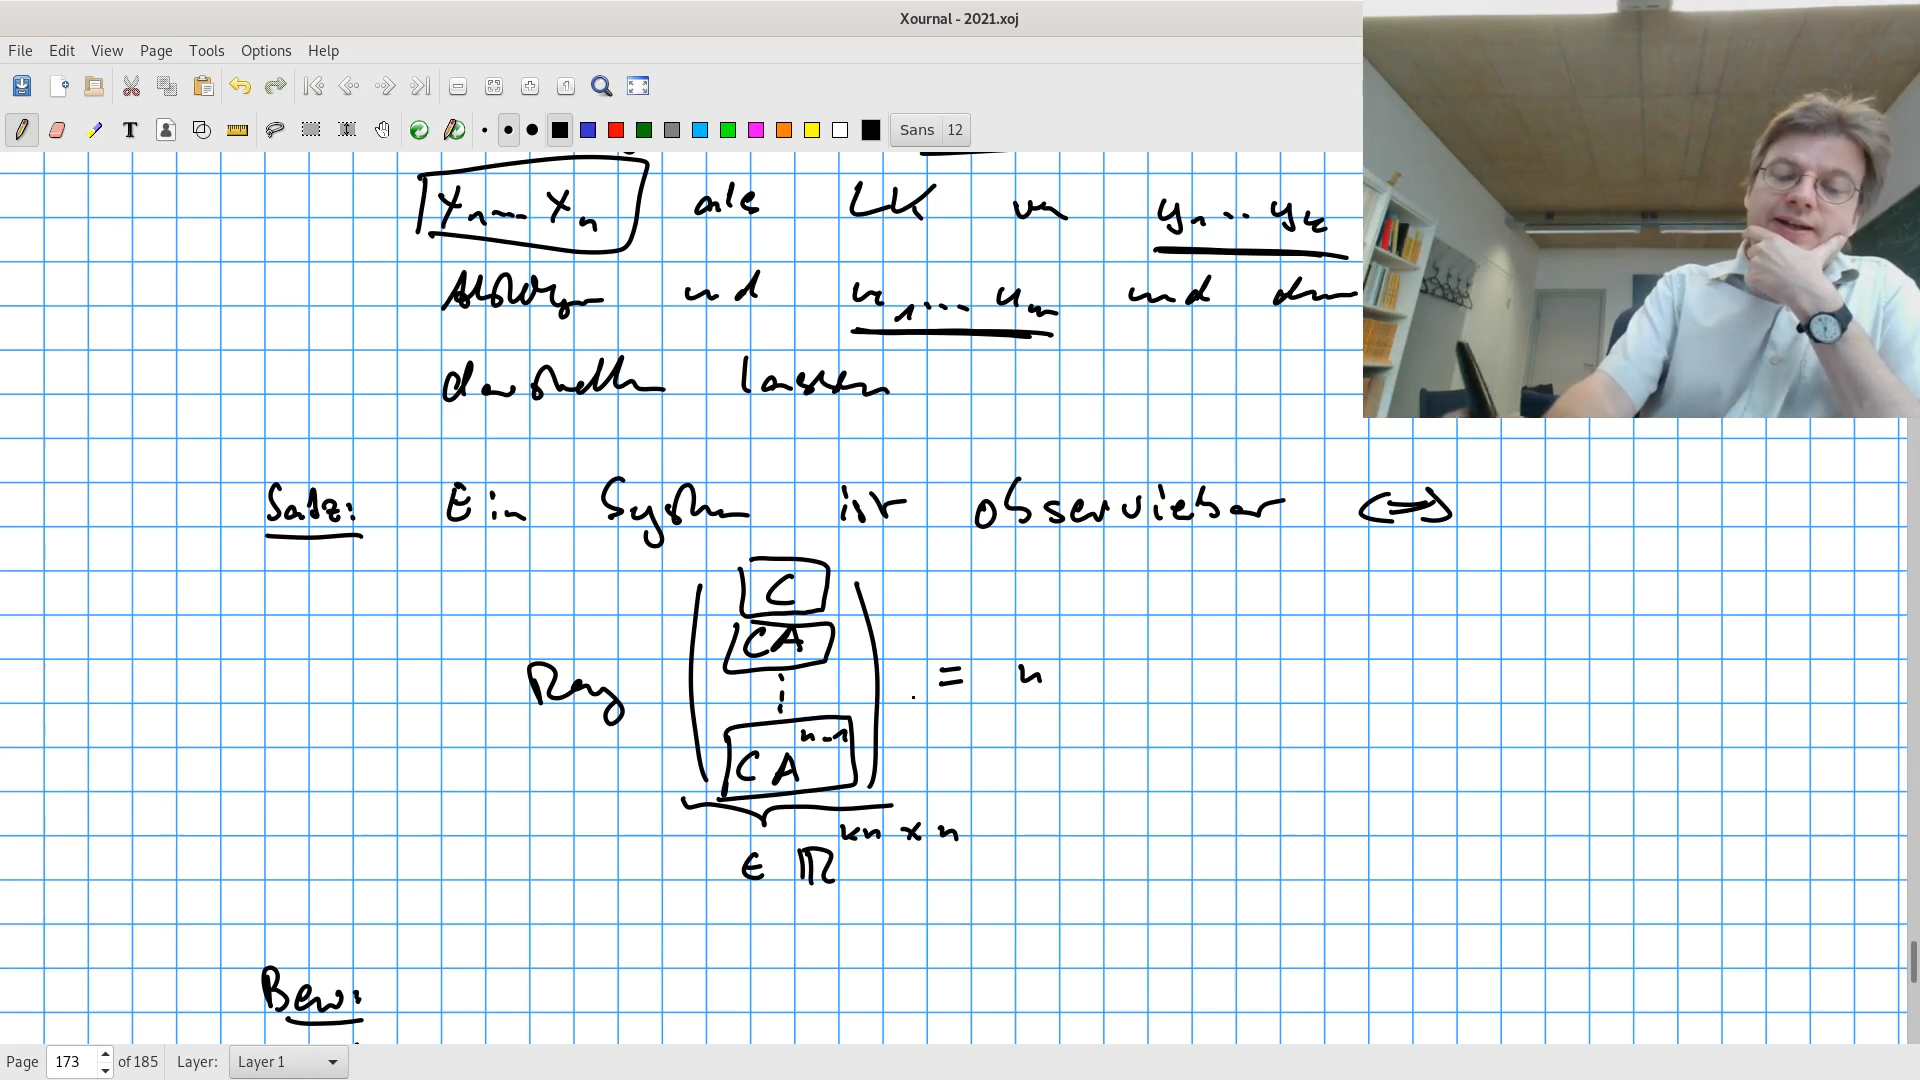 Xournal - 2021.xoj
File Edit View Page Tools Options Help
Sans 12
x₁ ... xₙ als LK von y₁ ... yₖ
Ableitungen und u₁ ... uₘ und deren
darstellen lassen
Satz: Ein System ist observierbar ⟺
C
CA
⋮
Rang = n
CAⁿ⁻¹
∈ ℝ^{kn x n}
Bew:
Page 173 of 185 Layer: Layer 1